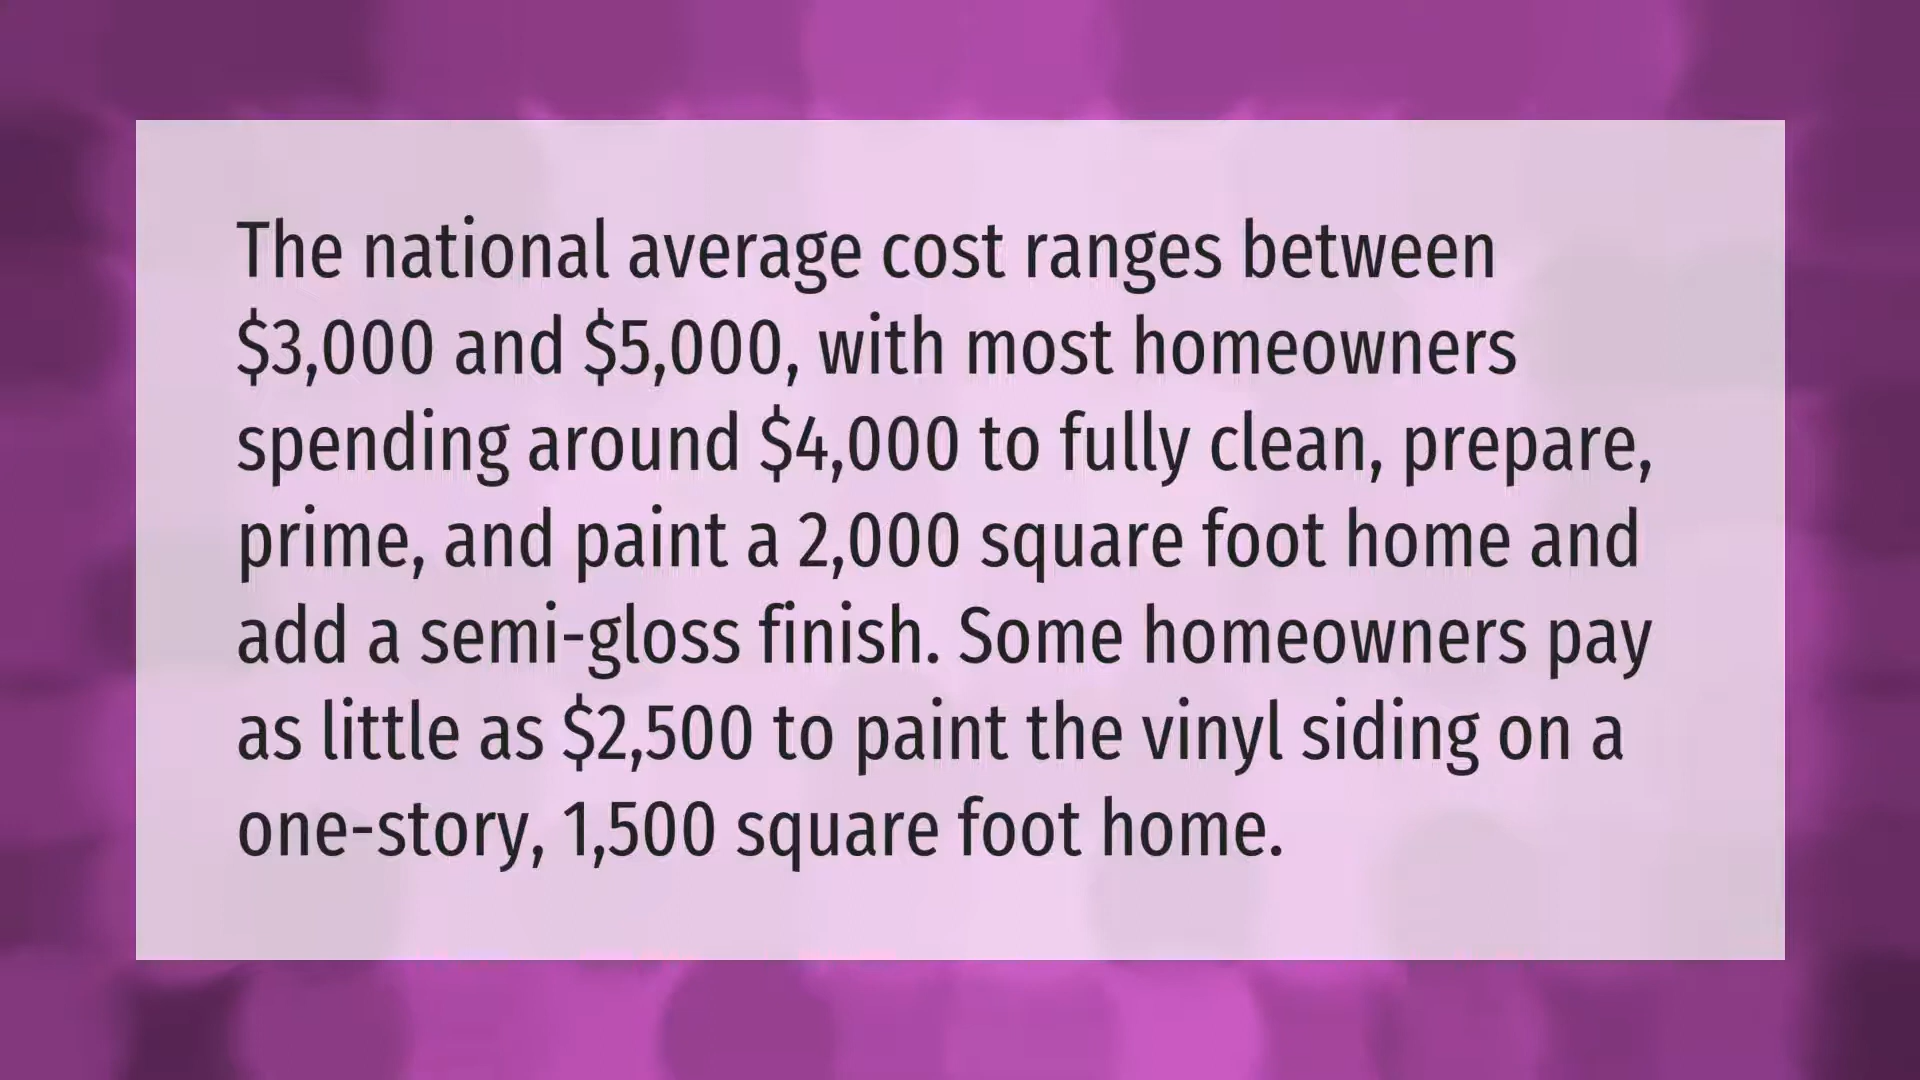 The national average cost ranges between
$3,000 and $5,000, with most homeowners
spending around $4,000 to fully clean, prepare,
prime, and paint a 2,000 square foot home and
add a semi-gloss finish. Some homeowners pay
as little as $2,500 to paint the vinyl siding on a
one-story, 1,500 square foot home.